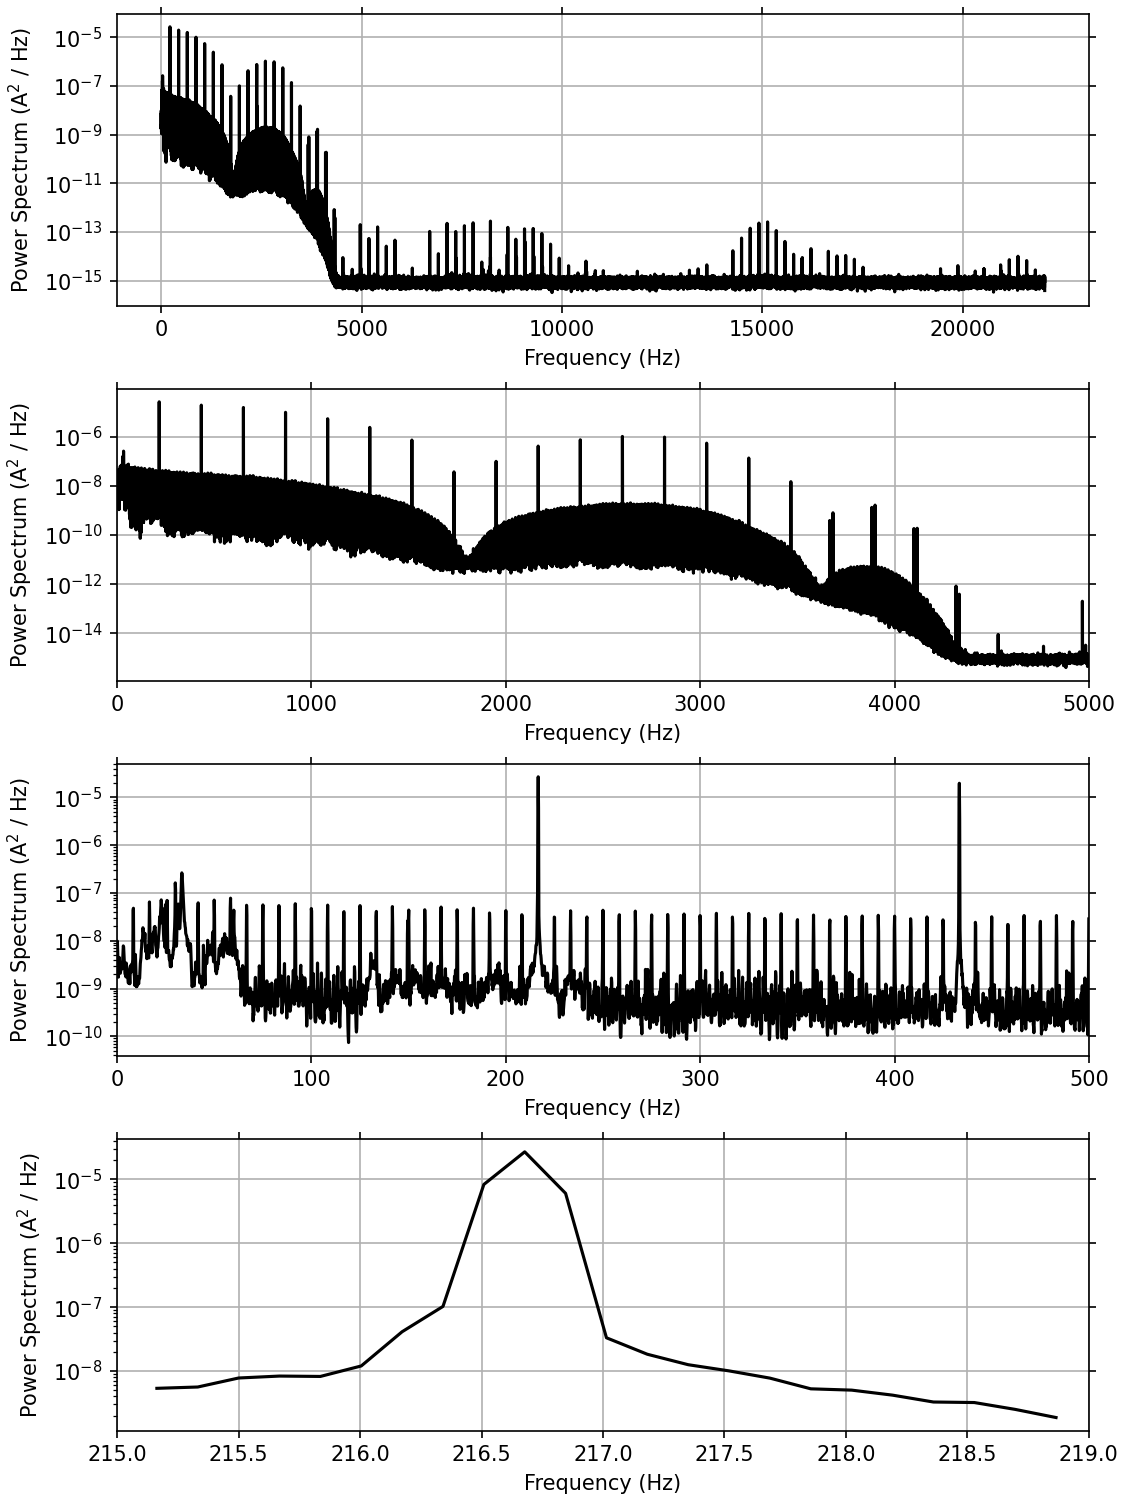 Power Spectrum (A² / Hz)
10⁻⁵
10⁻⁷
10⁻⁹
10⁻¹¹
10⁻¹³
10⁻¹⁵
0 5000 10000 15000 20000
Frequency (Hz)
Power Spectrum (A² / Hz)
10⁻⁶
10⁻⁸
10⁻¹⁰
10⁻¹²
10⁻¹⁴
0 1000 2000 3000 4000 5000
Frequency (Hz)
Power Spectrum (A² / Hz)
10⁻⁵
10⁻⁶
10⁻⁷
10⁻⁸
10⁻⁹
10⁻¹⁰
0 100 200 300 400 500
Frequency (Hz)
Power Spectrum (A² / Hz)
10⁻⁵
10⁻⁶
10⁻⁷
10⁻⁸
215.0 215.5 216.0 216.5 217.0 217.5 218.0 218.5 219.0
Frequency (Hz)